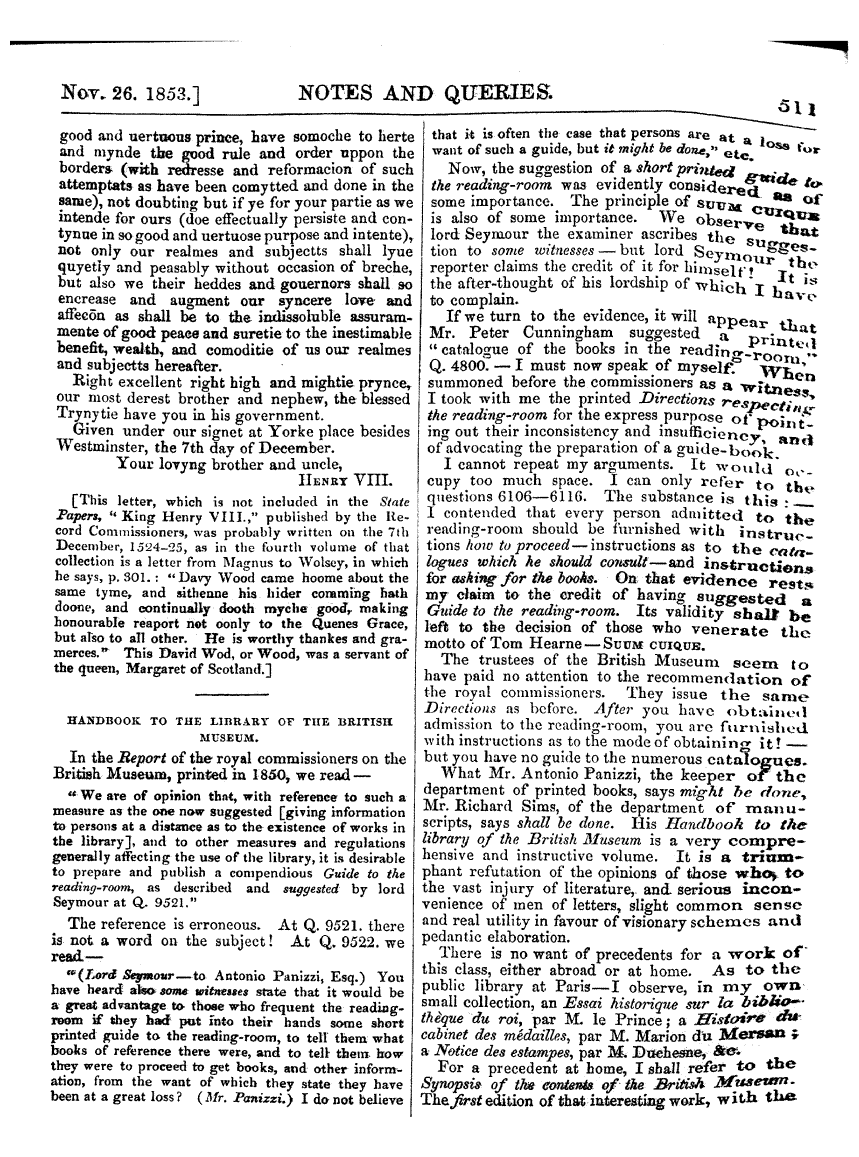 Nov. 26. 1853.] NOTES AND QUERIES. 511
good and uertuous prince, have somoche to herte
and mynde the good rule and order uppon the
borders (with redresse and reformacion of such
attemptats as have been comytted and done in the
same), not doubting but if ye for your partie as we
intende for ours (doe effectually persiste and con-
tynue in so good and uertuose purpose and intente),
not only our realmes and subjectts shall lyue
quyetly and peasably without occasion of breche,
but also we their heddes and gouernors shall so
encrease and augment our syncere love and
affecōn as shall be to the indissoluble assuram-
mente of good peace and suretie to the inestimable
benefit, wealth, and comoditie of us our realmes
and subjectts hereafter.
Right excellent right high and mightie prynce,
our most derest brother and nephew, the blessed
Trynytie have you in his government.
Given under our signet at Yorke place besides
Westminster, the 7th day of December.
Your lovyng brother and uncle,
HENRY VIII.
[This letter, which is not included in the State
Papers, "King Henry VIII.," published by the Re-
cord Commissioners, was probably written on the 7th
December, 1524-25, as in the fourth volume of that
collection is a letter from Magnus to Wolsey, in which
he says, p. 301.: "Davy Wood came hoome about the
same tyme, and sithenne his hider comming hath
doone, and continually dooth myche good, making
honourable reaport not oonly to the Quenes Grace,
but also to all other. He is worthy thankes and gra-
merces." This David Wod, or Wood, was a servant of
the queen, Margaret of Scotland.]
HANDBOOK TO THE LIBRARY OF THE BRITISH
MUSEUM.
In the Report of the royal commissioners on the
British Museum, printed in 1850, we read —
"We are of opinion that, with reference to such a
measure as the one now suggested [giving information
to persons at a distance as to the existence of works in
the library], and to other measures and regulations
generally affecting the use of the library, it is desirable
to prepare and publish a compendious Guide to the
reading-room, as described and suggested by lord
Seymour at Q. 9521."
The reference is erroneous. At Q. 9521. there
is not a word on the subject! At Q. 9522. we
read —
"(Lord Seymour — to Antonio Panizzi, Esq.) You
have heard also some witnesses state that it would be
a great advantage to those who frequent the reading-
room if they had put into their hands some short
printed guide to the reading-room, to tell them what
books of reference there were, and to tell them how
they were to proceed to get books, and other inform-
ation, from the want of which they state they have
been at a great loss? (Mr. Panizzi.) I do not believe
that it is often the case that persons are at a loss for
want of such a guide, but it might be done," etc.
Now, the suggestion of a short printed guide to
the reading-room was evidently considered as of
some importance. The principle of SUUM CUIQUE
is also of some importance. We observe that
lord Seymour the examiner ascribes the sugges-
tion to some witnesses — but lord Seymour the
reporter claims the credit of it for himself! It is
the after-thought of his lordship of which I have
to complain.
If we turn to the evidence, it will appear that
Mr. Peter Cunningham suggested a printed
"catalogue of the books in the reading-room,"
Q. 4800. — I must now speak of myself. When
summoned before the commissioners as a witness,
I took with me the printed Directions respecting
the reading-room for the express purpose of point-
ing out their inconsistency and insufficiency, and
of advocating the preparation of a guide-book.
I cannot repeat my arguments. It would oc-
cupy too much space. I can only refer to the
questions 6106—6116. The substance is this: —
I contended that every person admitted to the
reading-room should be furnished with instruc-
tions how to proceed — instructions as to the cata-
logues which he should consult — and instructions
for asking for the books. On that evidence rests
my claim to the credit of having suggested a
Guide to the reading-room. Its validity shall be
left to the decision of those who venerate the
motto of Tom Hearne — SUUM CUIQUE.
The trustees of the British Museum seem to
have paid no attention to the recommendation of
the royal commissioners. They issue the same
Directions as before. After you have obtained
admission to the reading-room, you are furnished
with instructions as to the mode of obtaining it! —
but you have no guide to the numerous catalogues.
What Mr. Antonio Panizzi, the keeper of the
department of printed books, says might be done,
Mr. Richard Sims, of the department of manu-
scripts, says shall be done. His Handbook to the
library of the British Museum is a very compre-
hensive and instructive volume. It is a trium-
phant refutation of the opinions of those who, to
the vast injury of literature, and serious incon-
venience of men of letters, slight common sense
and real utility in favour of visionary schemes and
pedantic elaboration.
There is no want of precedents for a work of
this class, either abroad or at home. As to the
public library at Paris — I observe, in my own
small collection, an Essai historique sur la biblio-
thèque du roi, par M. le Prince; a Histoire du
cabinet des médailles, par M. Marion du Mersan;
a Notice des estampes, par M. Duchesne, &c.
For a precedent at home, I shall refer to the
Synopsis of the contents of the British Museum.
The first edition of that interesting work, with the